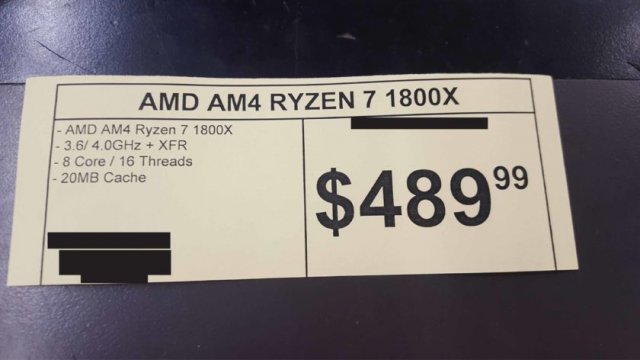 AMD AM4 RYZEN 7 1800X
- AMD AM4 Ryzen 7 1800X
- 3.6/ 4.0GHz + XFR
- 8 Core / 16 Threads
- 20MB Cache
$489.99